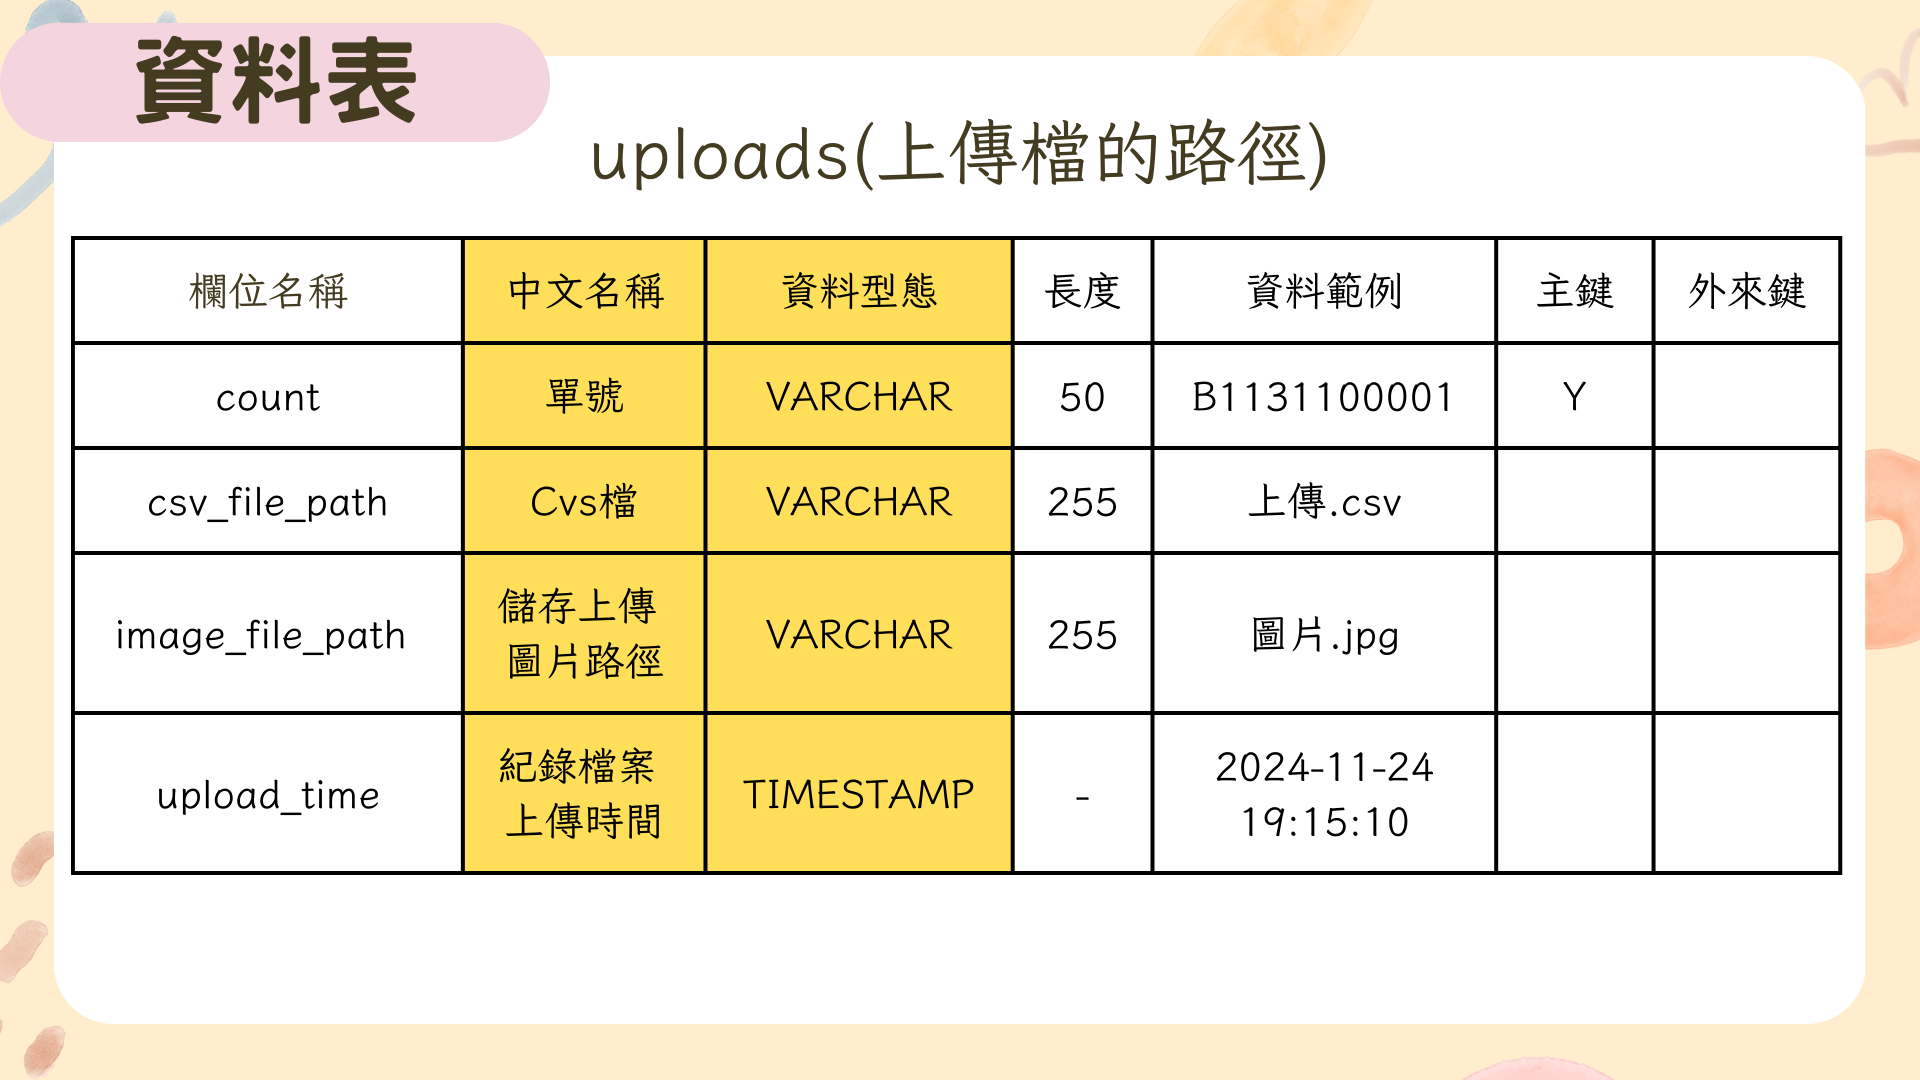 資料表
uploads(上傳檔的路徑)
欄位名稱 中文名稱 資料型態 長度 資料範例 主鍵 外來鍵
count 單號 VARCHAR 50 B1131100001 Y
csv_file_path Cvs檔 VARCHAR 255 上傳.csv
image_file_path 儲存上傳 圖片路徑 VARCHAR 255 圖片.jpg
upload_time 紀錄檔案 上傳時間 TIMESTAMP - 2024-11-24 19:15:10